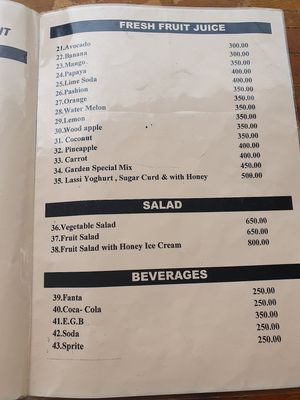 FRESH FRUIT JUICE
21.Avocado 300.00
22.Banana 300.00
23.Mango 350.00
24.Papaya 400.00
25.Lime Soda 400.00
26.Pashion 350.00
27.Orange 350.00
28.Water Melon 350.00
29.Lemon 350.00
30.Wood apple 350.00
31. Coconut 350.00
32. Pineapple 400.00
33. Carrot 400.00
34. Garden Special Mix 450.00
35. Lassi Yoghurt , Sugar Curd & with Honey 500.00
SALAD
36.Vegetable Salad 650.00
37.Fruit Salad 650.00
38.Fruit Salad with Honey Ice Cream 800.00
BEVERAGES
39.Fanta 250.00
40.Coca- Cola 250.00
41.E.G.B 350.00
42.Soda 250.00
43.Sprite 250.00